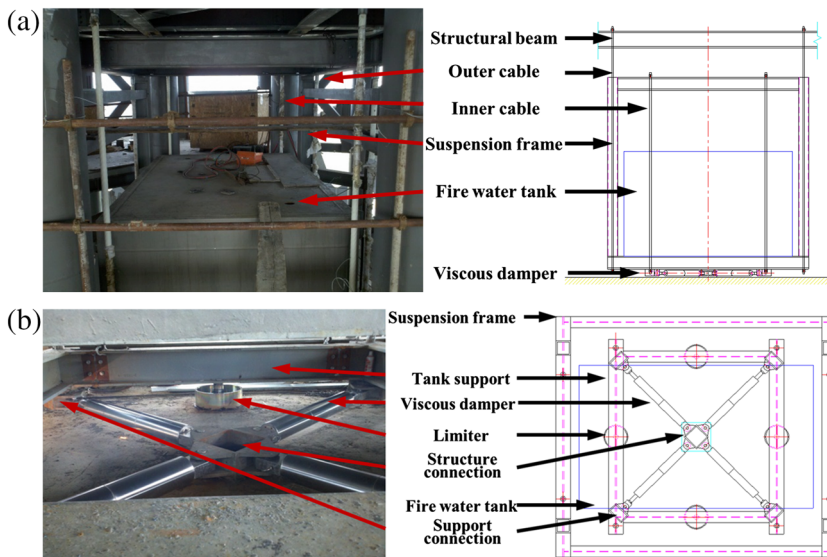 (a)
Structural beam
Outer cable
Inner cable
Suspension frame
Fire water tank
Viscous damper
(b)
Suspension frame
Tank support
Viscous damper
Limiter
Structure
connection
Fire water tank
Support
connection